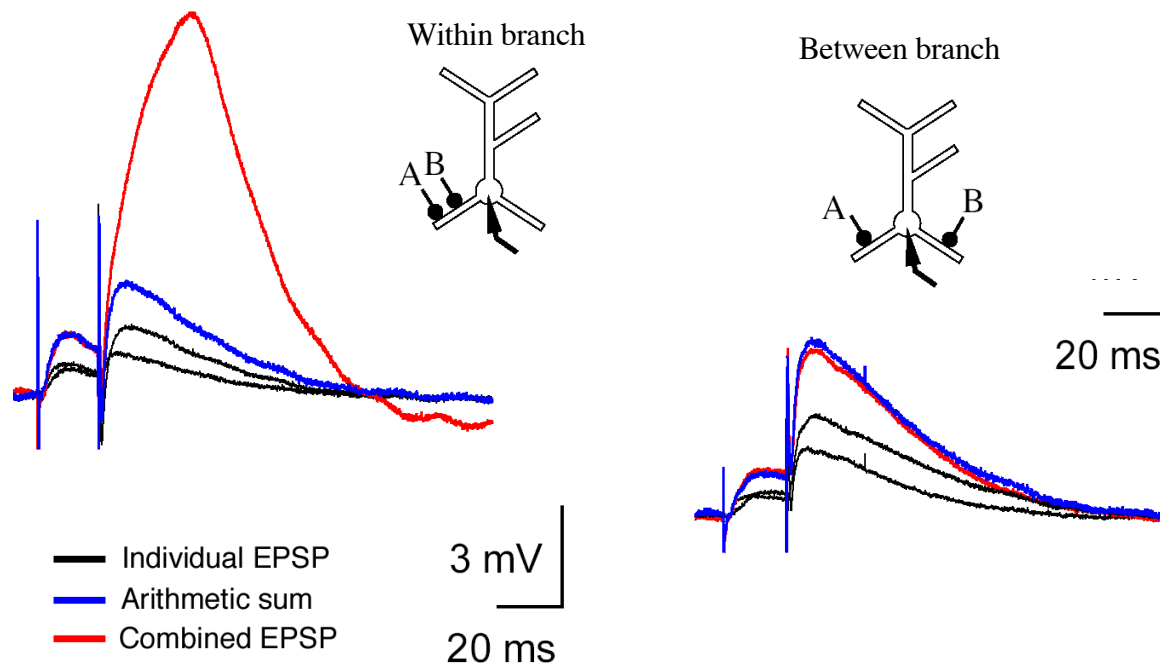 Within branch
A B
Between branch
A B
20 ms
Individual EPSP
Arithmetic sum
Combined EPSP
3 mV
20 ms